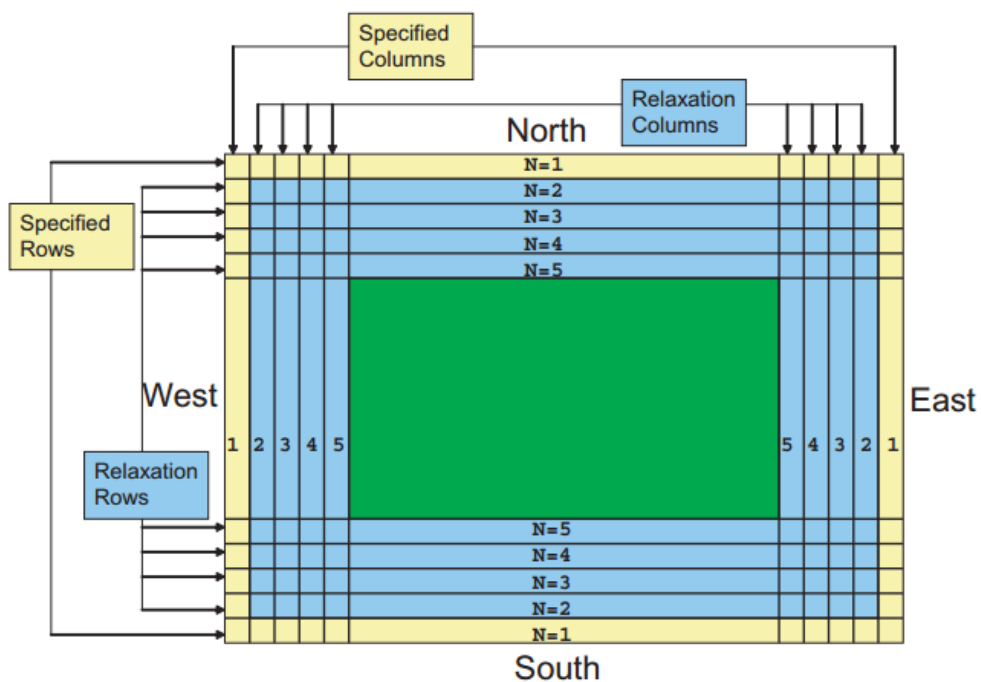 Specified
Columns
Relaxation
Columns
North
N=1
N=2
N=3
N=4
N=5
Specified
Rows
West
East
1 2 3 4 5
5 4 3 2 1
Relaxation
Rows
N=5
N=4
N=3
N=2
N=1
South